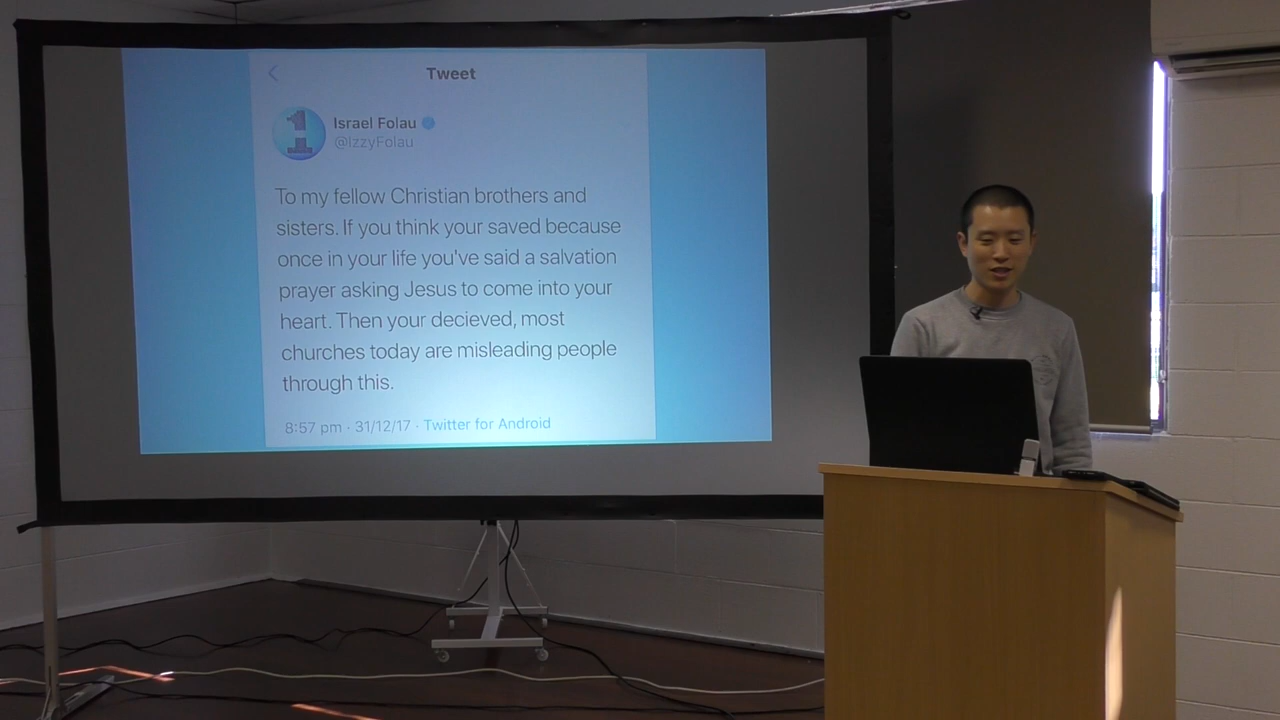 Tweet
1
Israel Folau
@IzzyFolau
To my fellow Christian brothers and
sisters. If you think your saved because
once in your life you've said a salvation
prayer asking Jesus to come into your
heart. Then your decieved, most
churches today are misleading people
through this.
8:57 pm · 31/12/17 · Twitter for Android